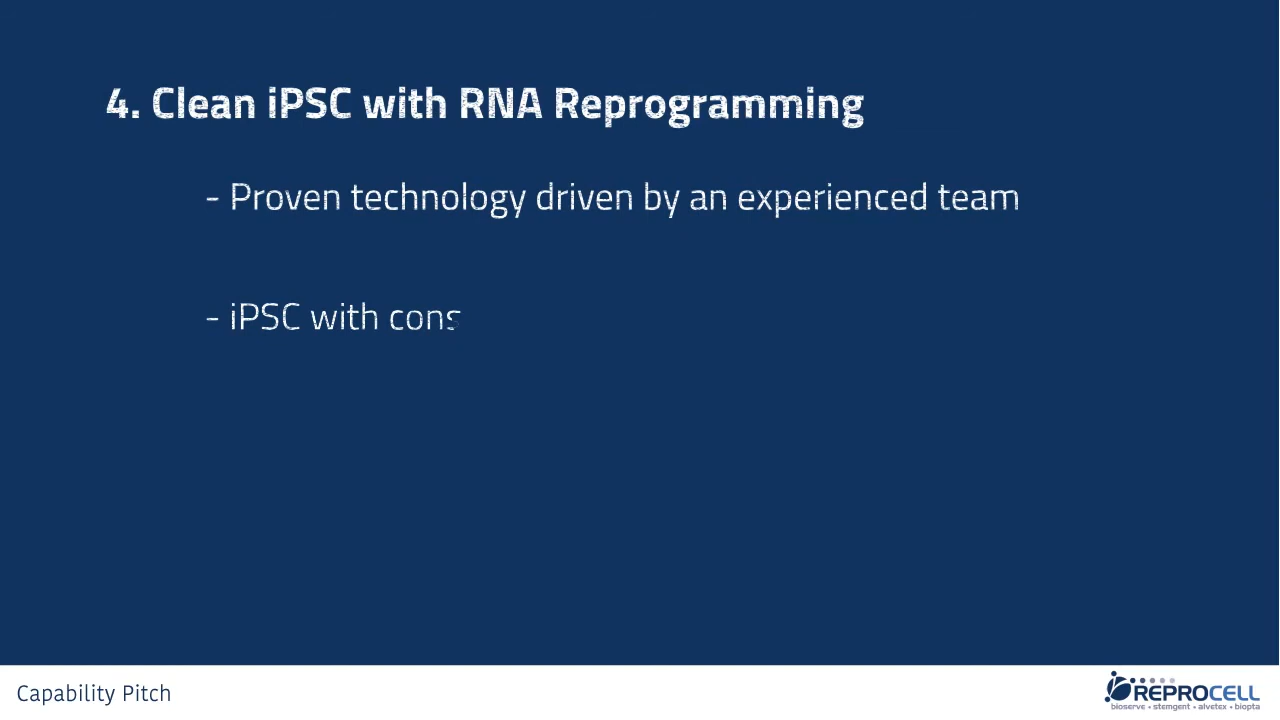 4. Clean iPSC with RNA Reprogramming
- Proven technology driven by an experienced team
- iPSC with cons
Capability Pitch
REPROCELL
bioserve • stemgent • alvetex • biopta